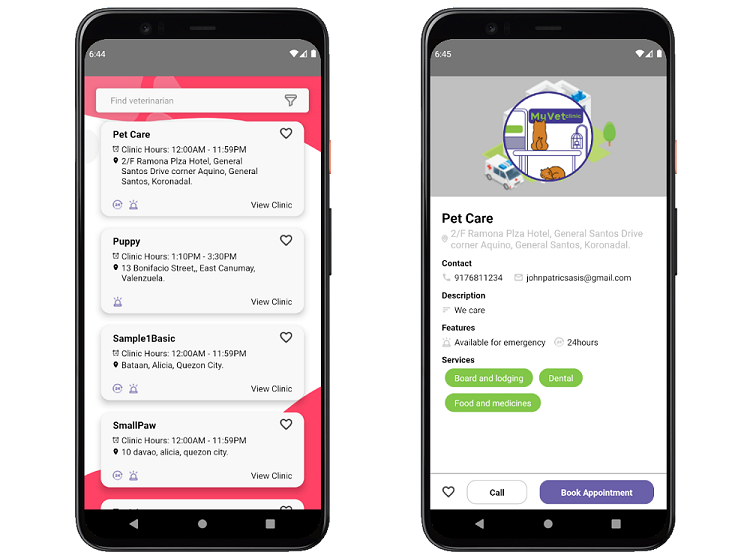 6:44
Find veterinarian
Pet Care
Clinic Hours: 12:00AM - 11:59PM
2/F Ramona Plza Hotel, General
Santos Drive corner Aquino, General
Santos, Koronadal.
View Clinic
Puppy
Clinic Hours: 1:10PM - 3:30PM
13 Bonifacio Street,, East Canumay,
Valenzuela.
View Clinic
Sample1Basic
Clinic Hours: 12:00AM - 11:59PM
Bataan, Alicia, Quezon City.
View Clinic
SmallPaw
Clinic Hours: 12:00AM - 11:59PM
10 davao, alicia, quezon city.
View Clinic
6:45
MyVetclinic
Pet Care
2/F Ramona Plza Hotel, General Santos Drive
corner Aquino, General Santos, Koronadal.
Contact
9176811234 johnpatricsasis@gmail.com
Description
We care
Features
Available for emergency 24hours
Services
Board and lodging Dental
Food and medicines
Call Book Appointment